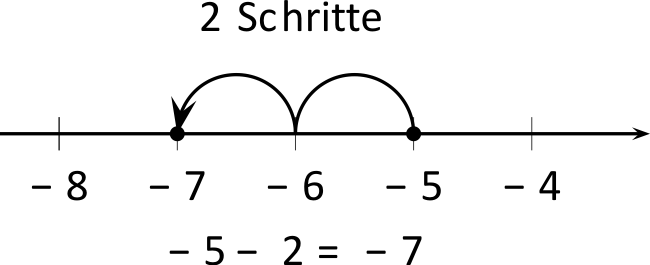 2 Schritte
− 8 − 7 − 6 − 5 − 4
− 5 − 2 = − 7